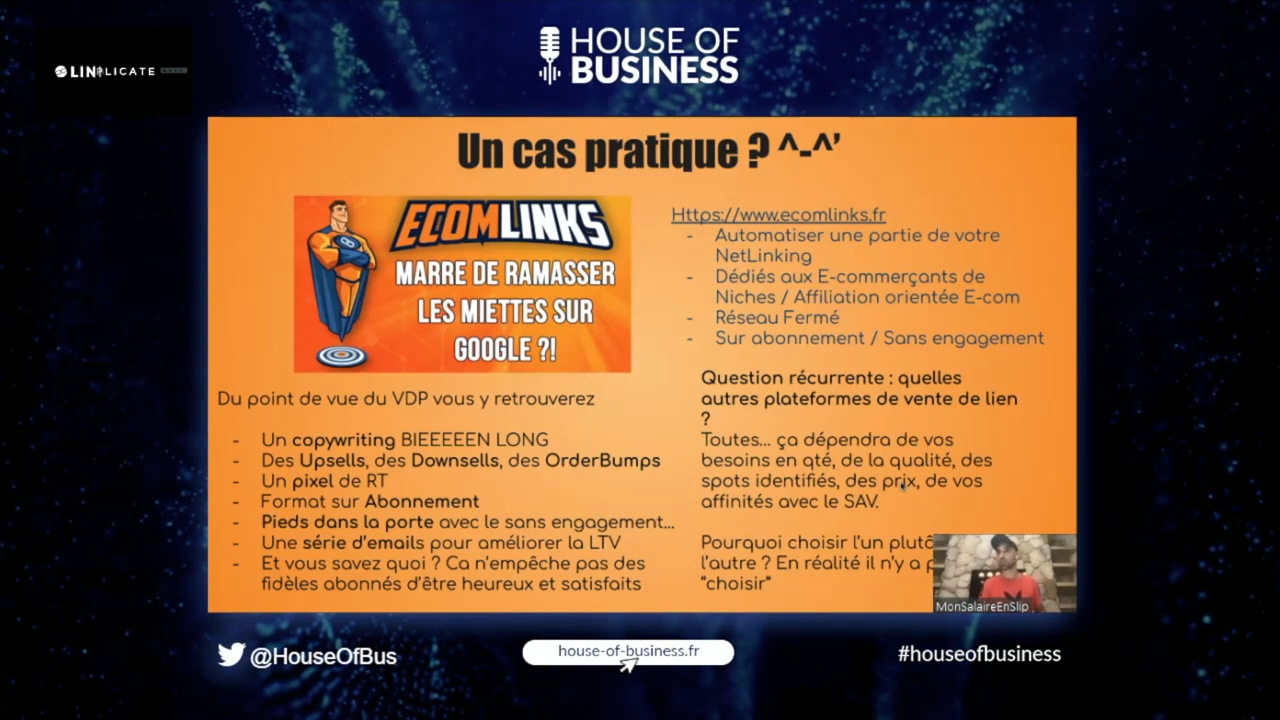 LINPLICATE
HOUSE OF
BUSINESS
Un cas pratique ? ^-^’
ECOMLINKS
MARRE DE RAMASSER
LES MIETTES SUR
GOOGLE ?!
Du point de vue du VDP vous y retrouverez
- Un copywriting BIEEEEEN LONG
- Des Upsells, des Downsells, des OrderBumps
- Un pixel de RT
- Format sur Abonnement
- Pieds dans la porte avec le sans engagement...
- Une série d’emails pour améliorer la LTV
- Et vous savez quoi ? Ca n’empêche pas des
fidèles abonnés d’être heureux et satisfaits
Https://www.ecomlinks.fr
- Automatiser une partie de votre
NetLinking
- Dédiés aux E-commerçants de
Niches / Affiliation orientée E-com
- Réseau Fermé
- Sur abonnement / Sans engagement
Question récurrente : quelles
autres plateformes de vente de lien
?
Toutes... ça dépendra de vos
besoins en qté, de la qualité, des
spots identifiés, des prix, de vos
affinités avec le SAV.
Pourquoi choisir l’un plutô
l’autre ? En réalité il n’y a
“choisir”
MonSalaireEnSlip
@HouseOfBus
house-of-business.fr
#houseofbusiness